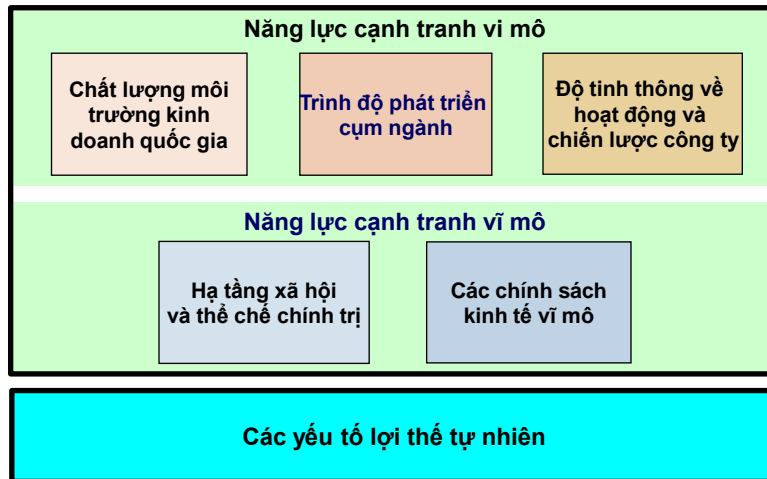 Năng lực cạnh tranh vi mô
Chất lượng môi
trường kinh
doanh quốc gia
Trình độ phát triển
cụm ngành
Độ tinh thông về
hoạt động và
chiến lược công ty
Năng lực cạnh tranh vĩ mô
Hạ tầng xã hội
và thể chế chính trị
Các chính sách
kinh tế vĩ mô
Các yếu tố lợi thế tự nhiên